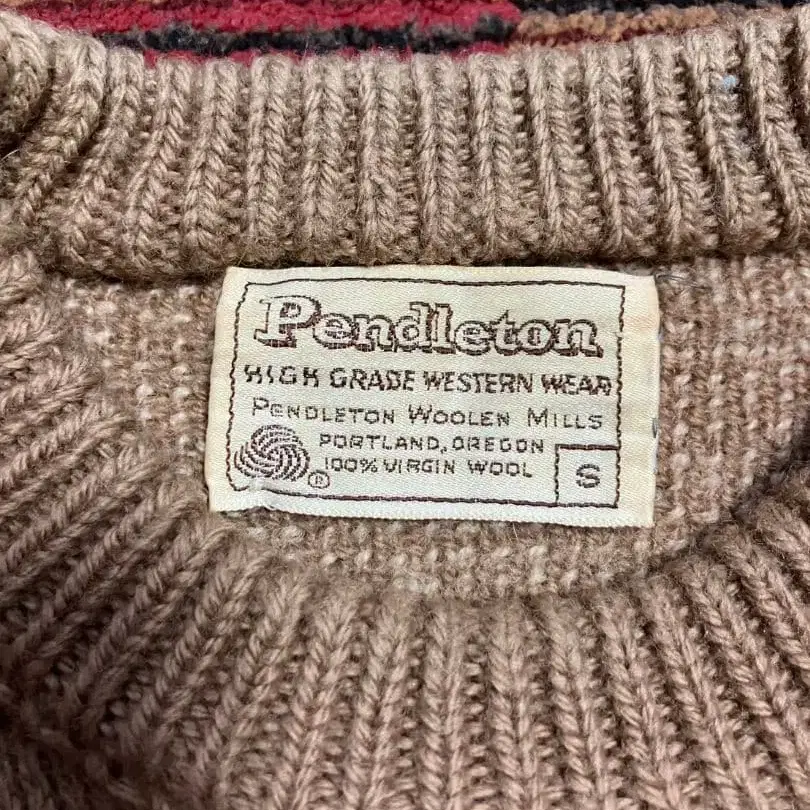 Pendleton
HIGH GRADE WESTERN WEAR
PENDLETON WOOLEN MILLS
PORTLAND, OREGON
100% VIRGIN WOOL
®
S